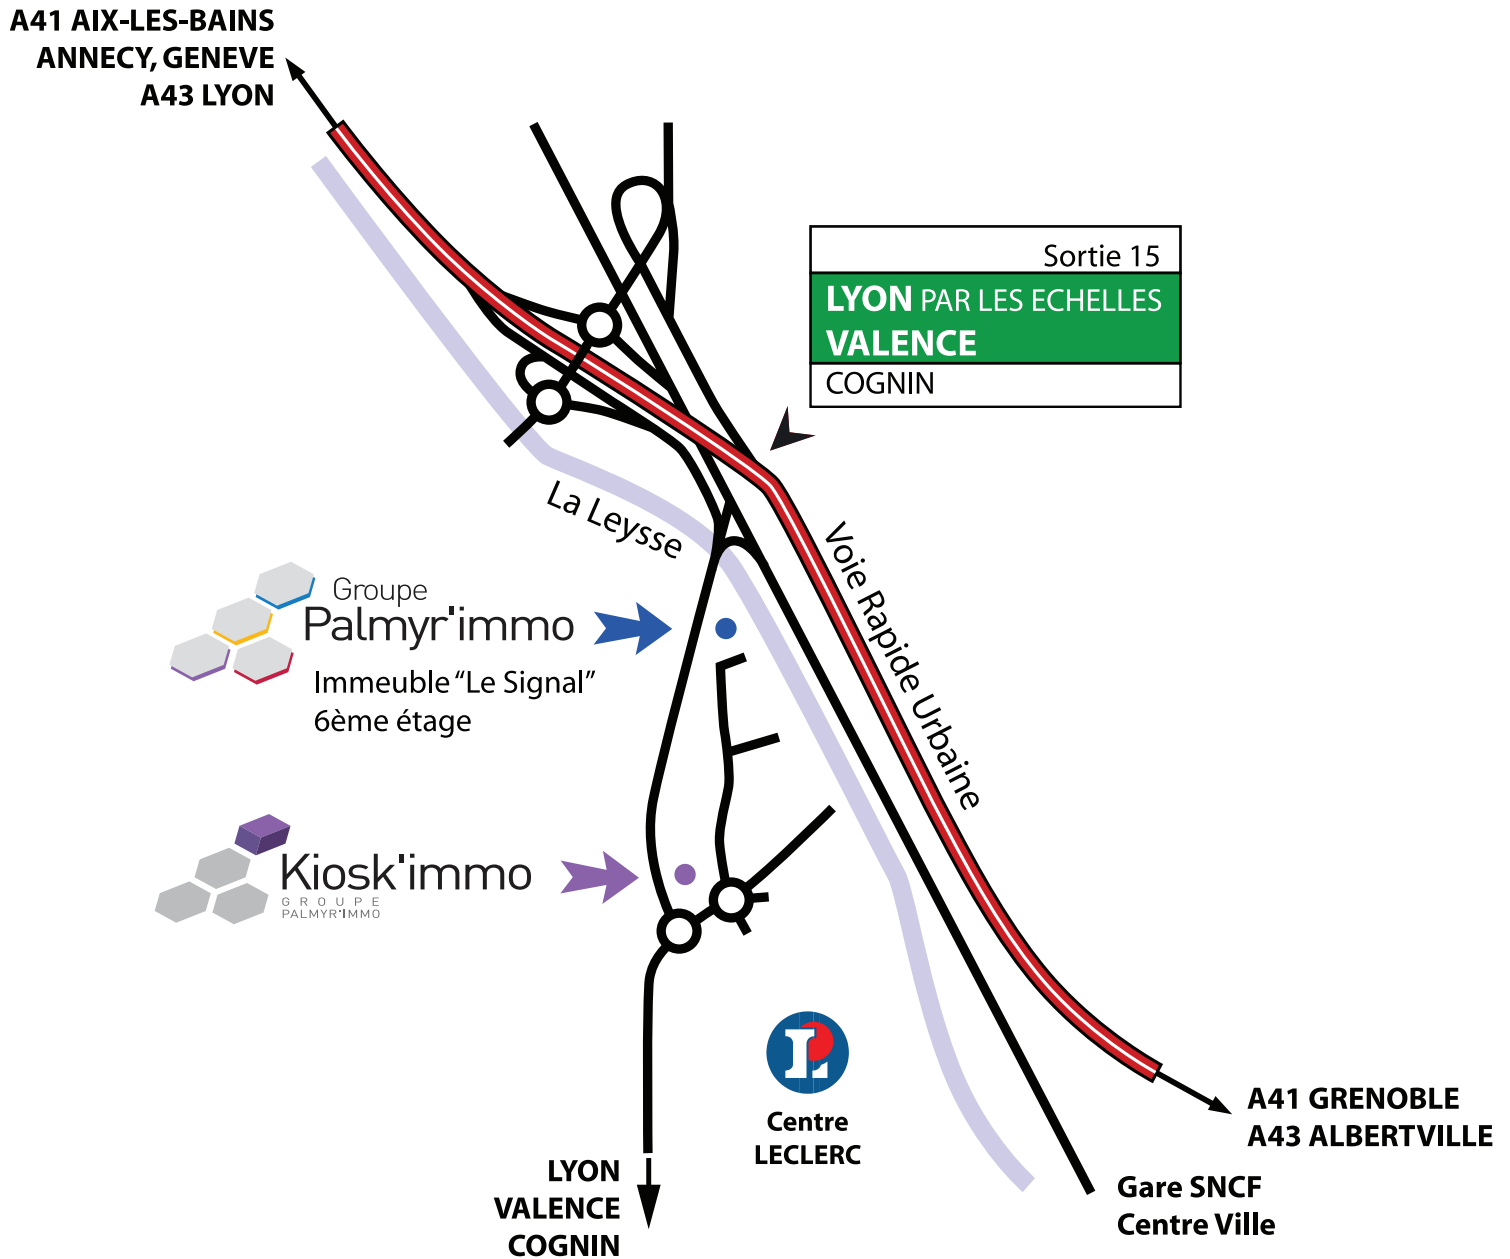 A41 AIX-LES-BAINS
ANNECY, GENEVE
A43 LYON
Sortie 15
LYON PAR LES ECHELLES
VALENCE
COGNIN
La Leysse
Voie Rapide Urbaine
Groupe
Palmyr'immo
Immeuble “Le Signal”
6ème étage
Kiosk'immo
GROUPE
PALMYR'IMMO
L
Centre
LECLERC
A41 GRENOBLE
A43 ALBERTVILLE
Gare SNCF
Centre Ville
LYON
VALENCE
COGNIN